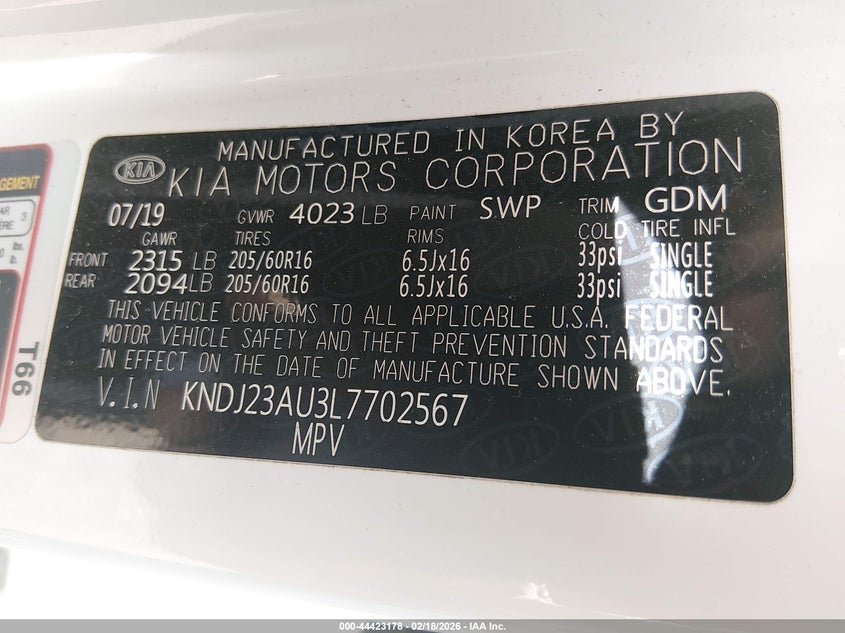 MANUFACTURED IN KOREA BY
KIA KIA MOTORS CORPORATION
07/19 GVWR 4023 LB PAINT SWP TRIM GDM
GAWR TIRES RIMS COLD TIRE INFL
FRONT 2315 LB 205/60R16 6.5Jx16 33psi SINGLE
REAR 2094LB 205/60R16 6.5Jx16 33psi SINGLE
THIS VEHICLE CONFORMS TO ALL APPLICABLE U.S.A. FEDERAL
MOTOR VEHICLE SAFETY AND THEFT PREVENTION STANDARDS
IN EFFECT ON THE DATE OF MANUFACTURE SHOWN ABOVE.
V.I.N KNDJ23AU3L7702567
MPV
T66
000-44423178 - 02/18/2026 - IAA Inc.